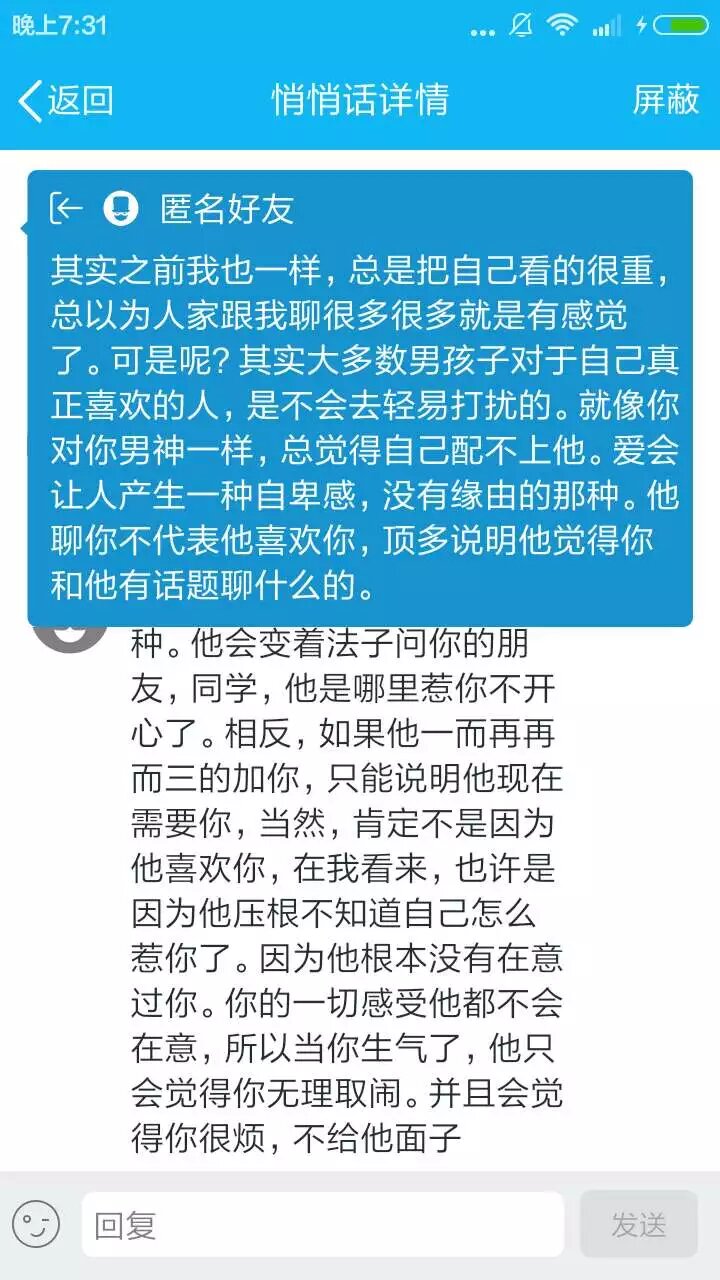 晚上7:31
返回
悄悄话详情
屏蔽
匿名好友
其实之前我也一样，总是把自己看的很重，
总以为人家跟我聊很多很多就是有感觉
了。可是呢？其实大多数男孩子对于自己真
正喜欢的人，是不会去轻易打扰的。就像你
对你男神一样，总觉得自己配不上他。爱会
让人产生一种自卑感，没有缘由的那种。他
聊你不代表他喜欢你，顶多说明他觉得你
和他有话题聊什么的。
种。他会变着法子问你的朋
友，同学，他是哪里惹你不开
心了。相反，如果他一而再再
而三的加你，只能说明他现在
需要你，当然，肯定不是因为
他喜欢你，在我看来，也许是
因为他压根不知道自己怎么
惹你了。因为他根本没有在意
过你。你的一切感受他都不会
在意，所以当你生气了，他只
会觉得你无理取闹。并且会觉
得你很烦，不给他面子
回复
发送